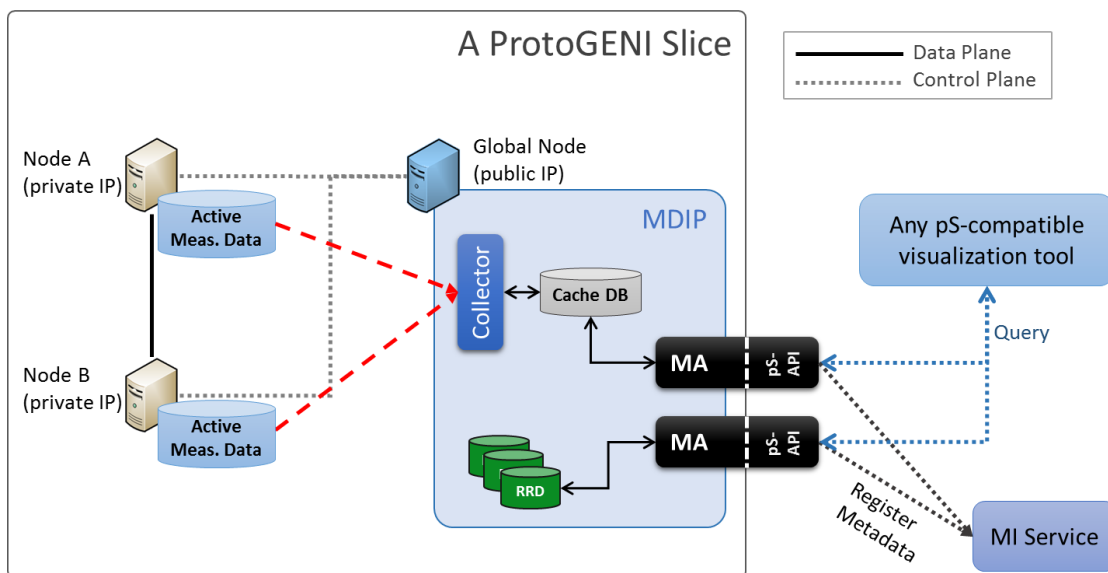 A ProtoGENI Slice
Data Plane
Control Plane
Node A
(private IP)
Global Node
(public IP)
Active
Meas. Data
MDIP
Any pS-compatible
visualization tool
Collector
Cache DB
Query
MA
pS-
API
Node B
(private IP)
Active
Meas. Data
MA
pS-
API
RRD
Register
Metadata
MI Service